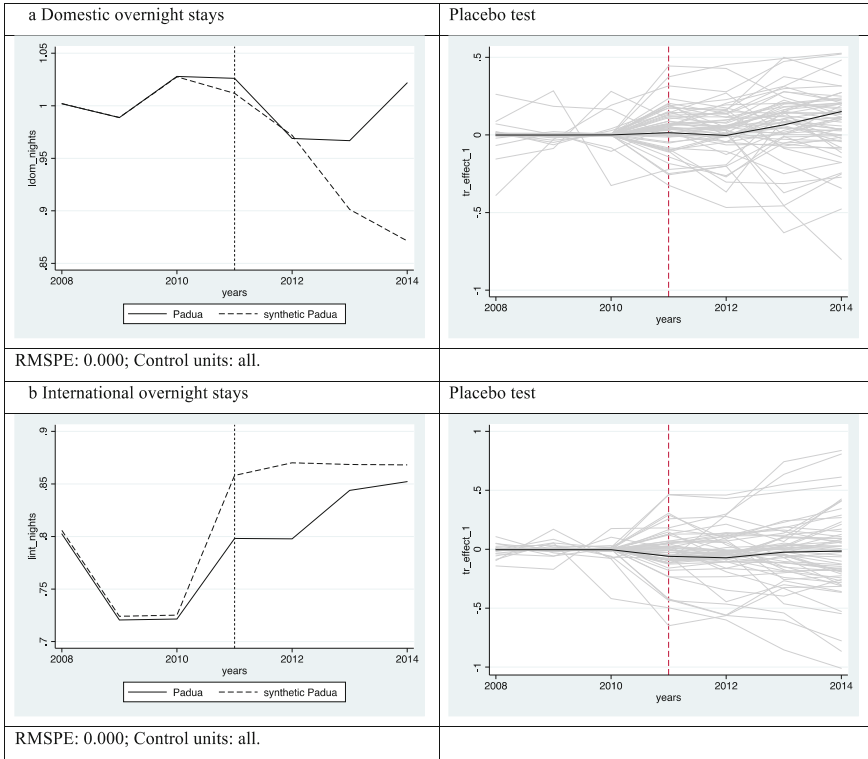 a Domestic overnight stays
Placebo test
ldom_nights
1.05
1
.95
.9
.85
2008
2010
2012
2014
years
Padua
synthetic Padua
tr_effect_1
.5
0
-.5
-1
2008
2010
2012
2014
years
RMSPE: 0.000; Control units: all.
b International overnight stays
Placebo test
lint_nights
.9
.85
.75
.7
2008
2010
2012
2014
years
Padua
synthetic Padua
tr_effect_1
1
.5
0
-.5
-1
2008
2010
2012
2014
years
RMSPE: 0.000; Control units: all.